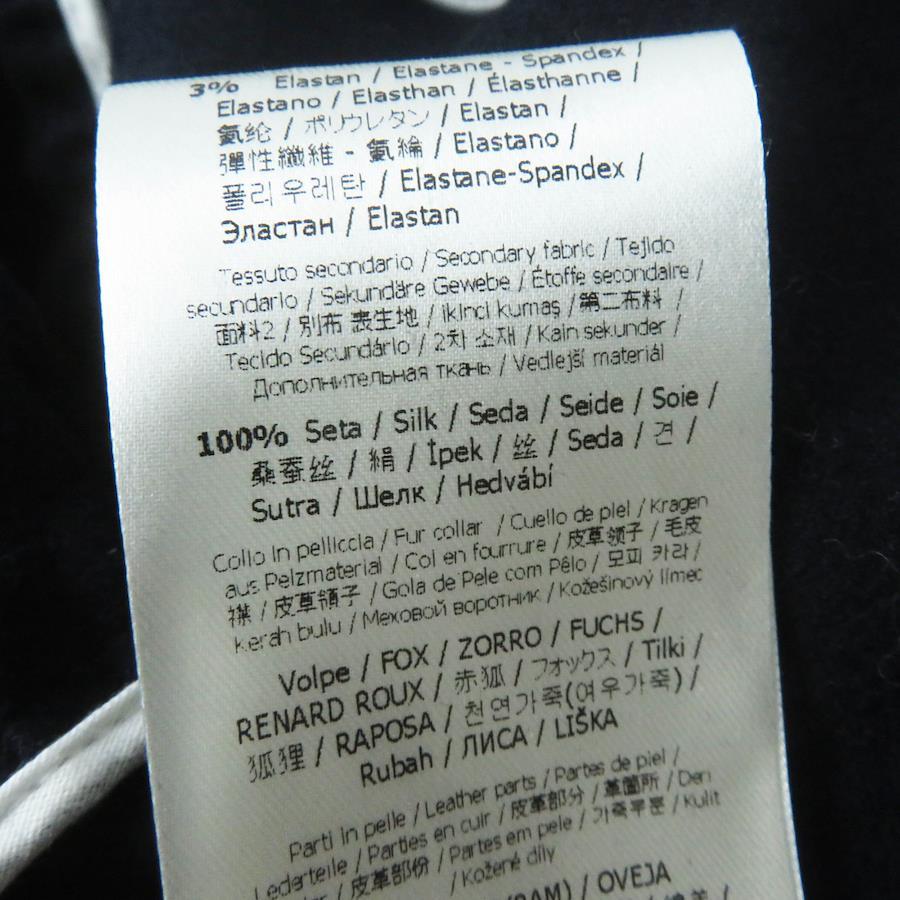 3% Elastan / Elastane - Spandex /
Elastano / Elasthan / Élasthanne /
氨纶 / ポリウレタン / Elastan /
彈性纖維 - 氨綸 / Elastano /
폴리우레탄 / Elastane-Spandex /
Эластан / Elastan
Tessuto secondario / Secondary fabric / Tejido
secundario / Sekundäre Gewebe / Étoffe secondaire /
面料2 / 別布 表生地 / ikinci kumaş / 第二布料 /
Tecido Secundário / 2차 소재 / Kain sekunder /
Дополнительная ткань / Vedlejší materiál
100% Seta / Silk / Seda / Seide / Soie /
桑蚕丝 / 絹 / İpek / 丝 / Seda / 견 /
Sutra / Шелк / Hedvábí
Collo in pelliccia / Fur collar / Cuello de piel / Kragen
aus Pelzmaterial / Col en fourrure / 皮草领子 / 毛皮
襟 / 皮草領子 / Gola de Pele com Pêlo / 모피 카라 /
Kerah bulu / Меховой воротник / Kožešinový límec
Volpe / FOX / ZORRO / FUCHS /
RENARD ROUX / 赤狐 / フォックス / Tilki /
狐狸 / RAPOSA / 천연가죽(여우가죽) /
Rubah / ЛИСА / LIŠKA
Parti in pelle / Leather parts / Partes de piel /
Lederteile / Parties en cuir / 皮革部分 / 革箇所 / Deri
/ 皮革部份 / Partes em pele / 가죽부분 / Kulit
/ Kožené díly
/ OVEJA